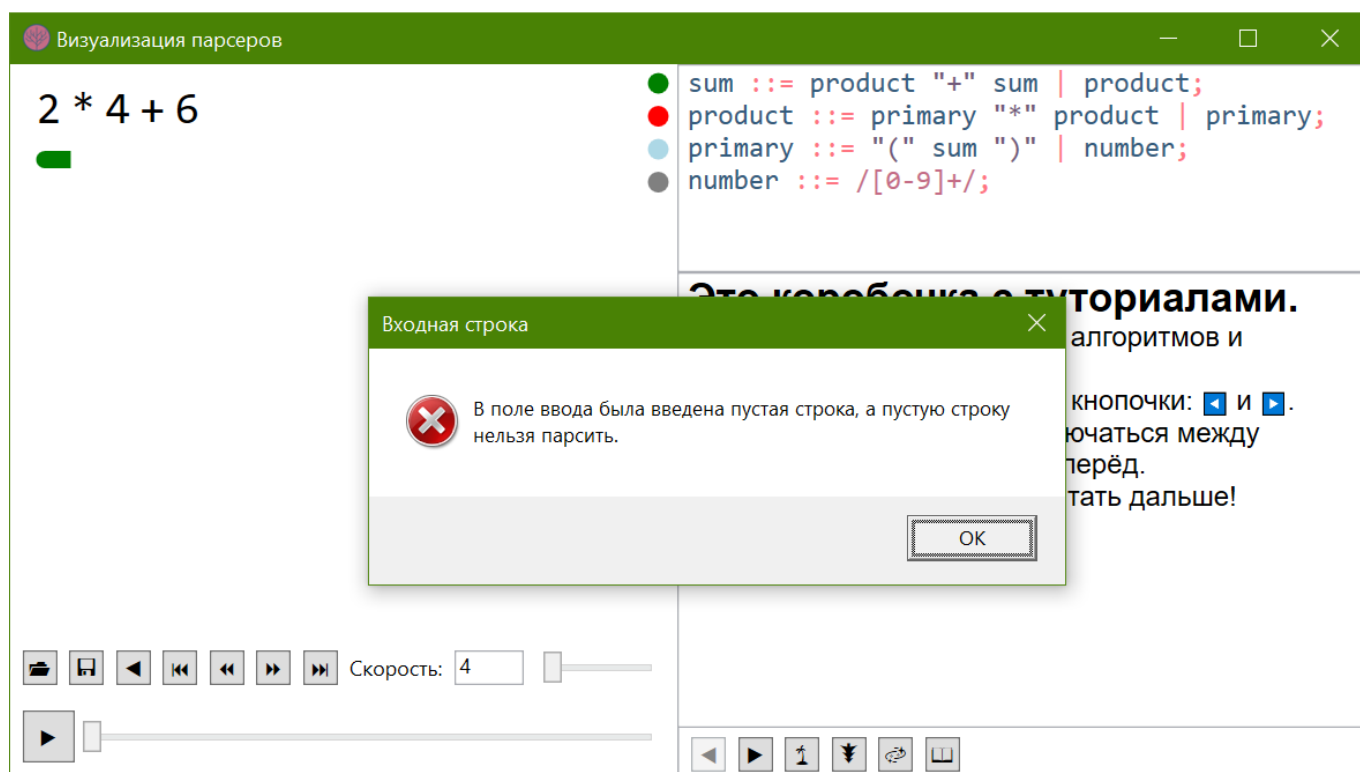 Визуализация парсеров
2 * 4 + 6
sum ::= product "+" sum | product;
product ::= primary "*" product | primary;
primary ::= "(" sum ")" | number;
number ::= /[0-9]+/;
туториалами.
алгоритмов и
кнопочки: и .
между
тать дальше!
Входная строка
В поле ввода была введена пустая строка, а пустую строку
нельзя парсить.
OK
Скорость: 4